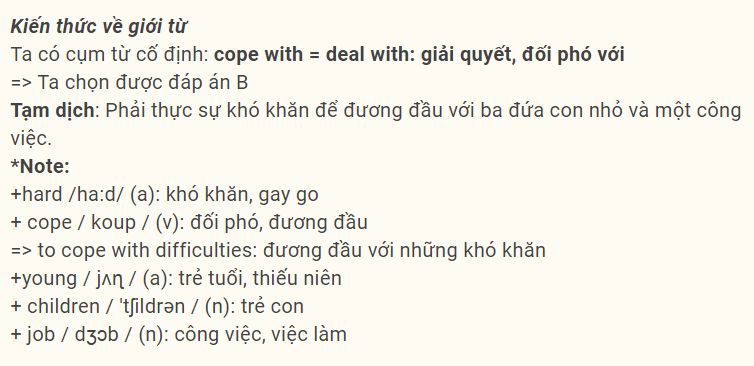 Kiến thức về giới từ
Ta có cụm từ cố định: cope with = deal with: giải quyết, đối phó với
=> Ta chọn được đáp án B
Tạm dịch: Phải thực sự khó khăn để đương đầu với ba đứa con nhỏ và một công
việc.
*Note:
+hard /ha:d/ (a): khó khăn, gay go
+ cope / koup / (v): đối phó, đương đầu
=> to cope with difficulties: đương đầu với những khó khăn
+young / jʌɳ / (a): trẻ tuổi, thiếu niên
+ children / 'tʃildrən / (n): trẻ con
+ job / dʒɔb / (n): công việc, việc làm